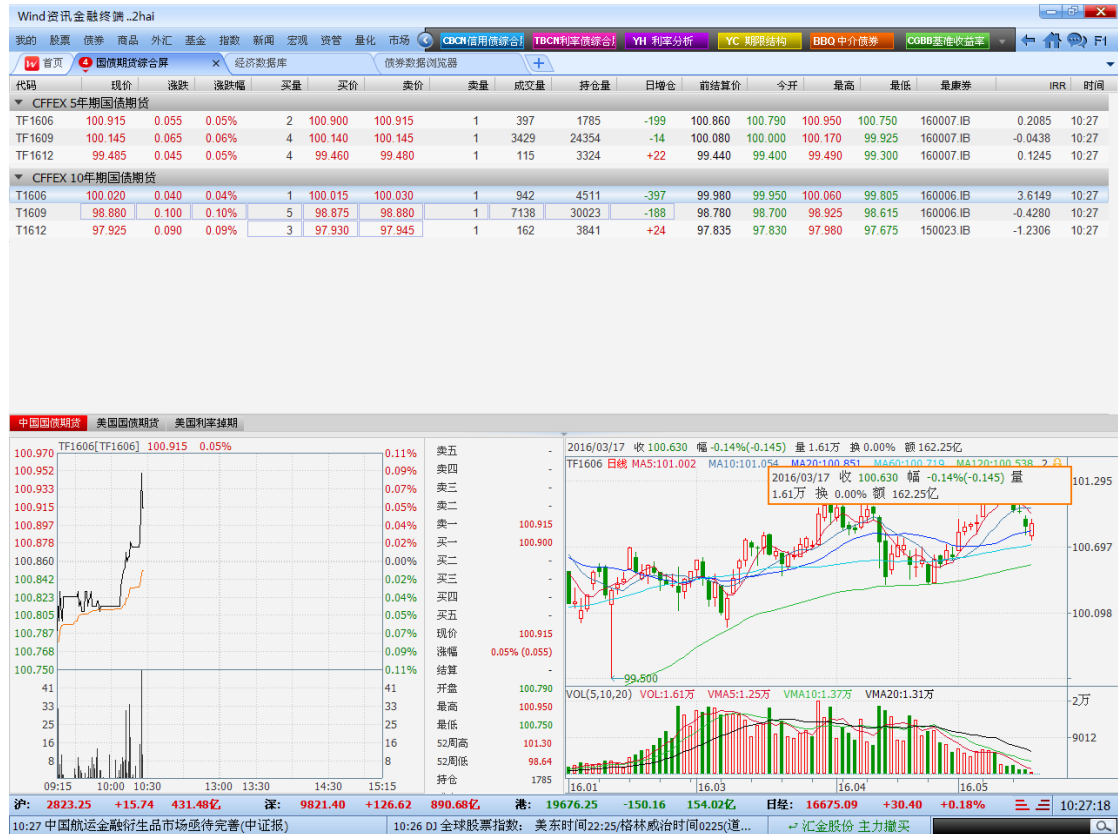 Wind资讯金融终端..2hai
我的 股票 债券 商品 外汇 基金 指数 新闻 宏观 资管 量化 市场 CBCN信用债综合 TBCN利率债综合 YH 利率分析 YC 期限结构 BBQ 中介债券 CGBB基准收益率 F1
首页 4 国债期货综合屏 x 经济数据库 债券数据浏览器 +
代码 现价 涨跌 涨跌幅 买量 买价 卖价 卖量 成交量 持仓量 日增仓 前结算价 今开 最高 最低 最廉券 IRR 时间
CFFEX 5年期国债期货
TF1606 100.915 0.055 0.05% 2 100.900 100.915 1 397 1785 -199 100.860 100.790 100.950 100.750 160007.IB 0.2085 10:27
TF1609 100.145 0.065 0.06% 4 100.140 100.145 1 3429 24354 -14 100.080 100.000 100.170 99.925 160007.IB -0.0438 10:27
TF1612 99.485 0.045 0.05% 4 99.460 99.480 1 115 3324 +22 99.440 99.400 99.490 99.300 160007.IB 0.1245 10:27
CFFEX 10年期国债期货
T1606 100.020 0.040 0.04% 1 100.015 100.030 1 942 4511 -397 99.980 99.950 100.060 99.805 160006.IB 3.6149 10:27
T1609 98.880 0.100 0.10% 5 98.875 98.880 1 7138 30023 -188 98.780 98.700 98.925 98.615 160006.IB -0.4280 10:27
T1612 97.925 0.090 0.09% 3 97.930 97.945 1 162 3841 +24 97.835 97.830 97.980 97.675 150023.IB -1.2306 10:27
中国国债期货 美国国债期货 美国利率掉期
TF1606[TF1606] 100.915 0.05%
100.970 0.11%
100.952 0.09%
100.933 0.07%
100.915 0.05%
100.897 0.04%
100.878 0.02%
100.860 0.00%
100.842 0.02%
100.823 0.04%
100.805 0.05%
100.787 0.07%
100.768 0.09%
100.750 0.11%
41 41
33 33
25 25
16 16
8 8
09:15 10:00 10:30 13:00 13:30 14:30 15:15
卖五 -
卖四 -
卖三 -
卖二 -
卖一 100.915
买一 100.900
买二 -
买三 -
买四 -
买五 -
现价 100.915
涨幅 0.05% (0.055)
结算 -
开盘 100.790
最高 100.950
最低 100.750
52周高 101.30
52周低 98.64
持仓 1785
2016/03/17 收 100.630 幅 -0.14%(-0.145) 量 1.61万 换 0.00% 额 162.25亿
TF1606 日线 MA5:101.002 MA10:101.054 MA20:100.851 MA60:100.719 MA120:100.538 2
2016/03/17 收 100.630 幅 -0.14%(-0.145) 量
1.61万 换 0.00% 额 162.25亿
101.295
100.697
100.098
99.500
VOL(5,10,20) VOL:1.61万 VMA5:1.25万 VMA10:1.37万 VMA20:1.31万
2万
9012
16.01 16.03 16.04 16.05
沪: 2823.25 +15.74 431.48亿 深: 9821.40 +126.62 890.68亿 港: 19676.25 -150.16 154.02亿 日经: 16675.09 +30.40 +0.18% 10:27:18
10:27 中国航运金融衍生品市场亟待完善(中证报) 10:26 DJ 全球股票指数： 美东时间22:25/格林威治时间0225(道... 汇金股份 主力撤买